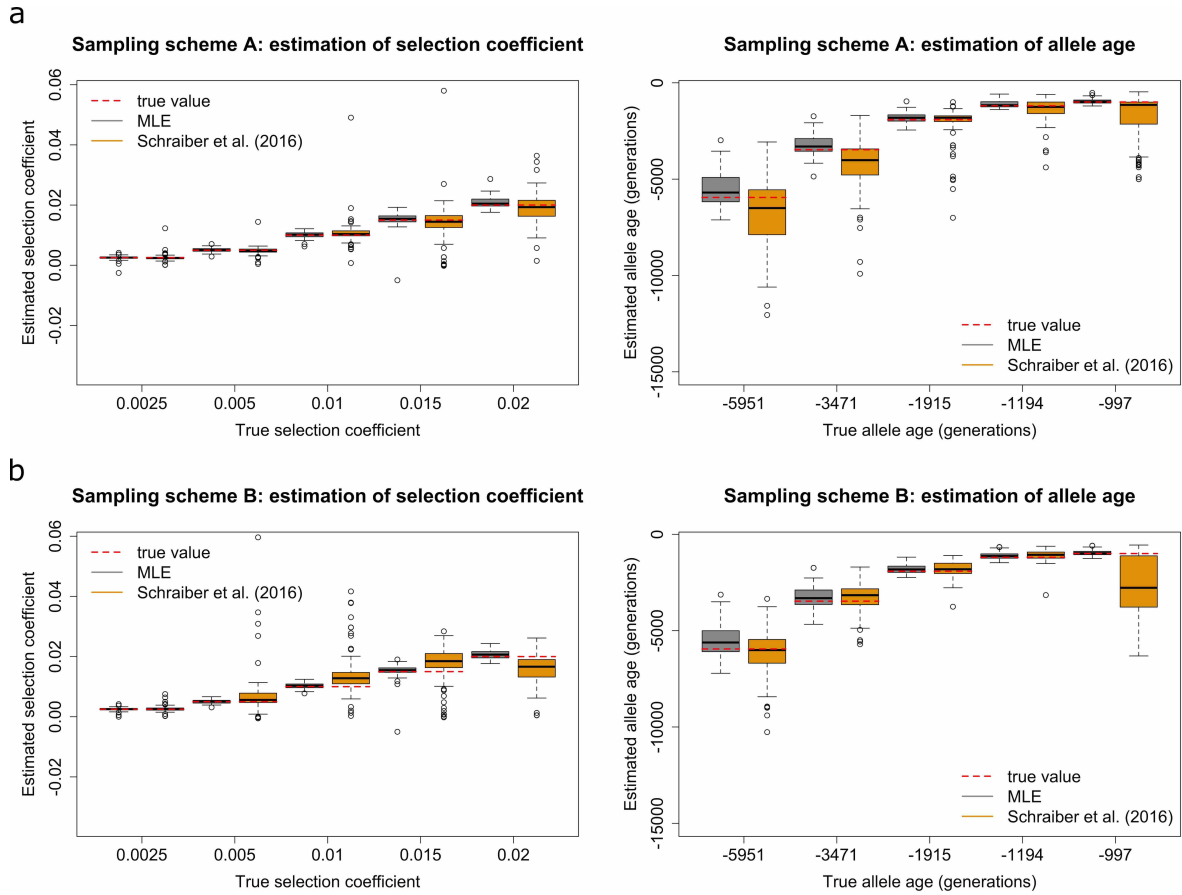 a
Sampling scheme A: estimation of selection coefficient
Estimated selection coefficient
0.06
0.04
0.02
0.00
-0.02
true value
MLE
Schraiber et al. (2016)
0.0025 0.005 0.01 0.015 0.02
True selection coefficient
Sampling scheme A: estimation of allele age
Estimated allele age (generations)
0
-5000
-10000
-15000
true value
MLE
Schraiber et al. (2016)
-5951 -3471 -1915 -1194 -997
True allele age (generations)
b
Sampling scheme B: estimation of selection coefficient
Estimated selection coefficient
0.06
0.04
0.02
0.00
-0.02
true value
MLE
Schraiber et al. (2016)
0.0025 0.005 0.01 0.015 0.02
True selection coefficient
Sampling scheme B: estimation of allele age
Estimated allele age (generations)
0
-5000
-10000
-15000
true value
MLE
Schraiber et al. (2016)
-5951 -3471 -1915 -1194 -997
True allele age (generations)